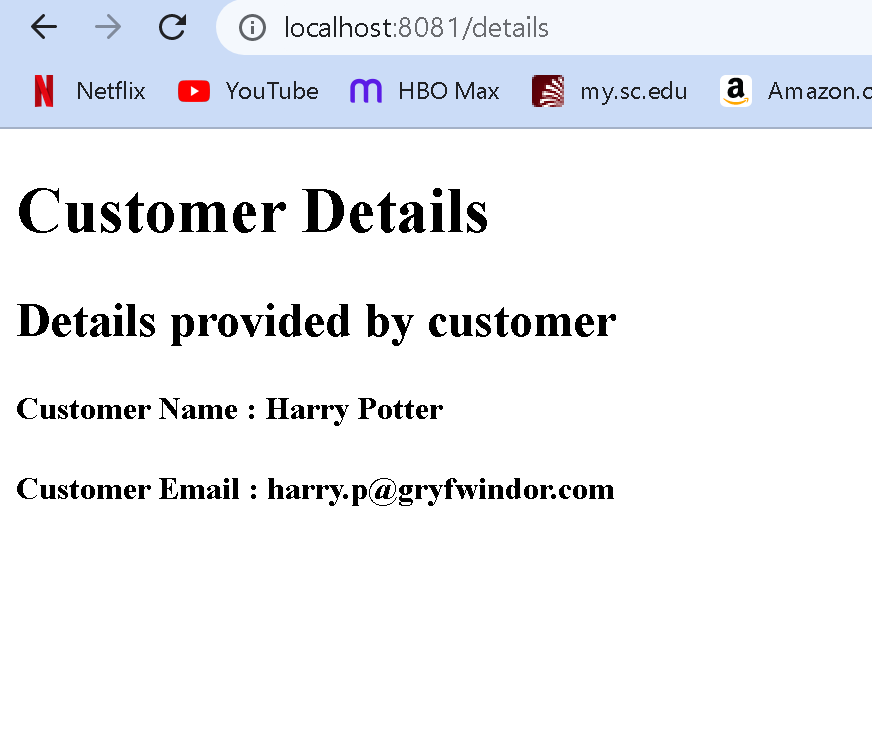 localhost:8081/details
Netflix YouTube HBO Max my.sc.edu Amazon.c
Customer Details
Details provided by customer
Customer Name : Harry Potter
Customer Email : harry.p@gryfwindor.com